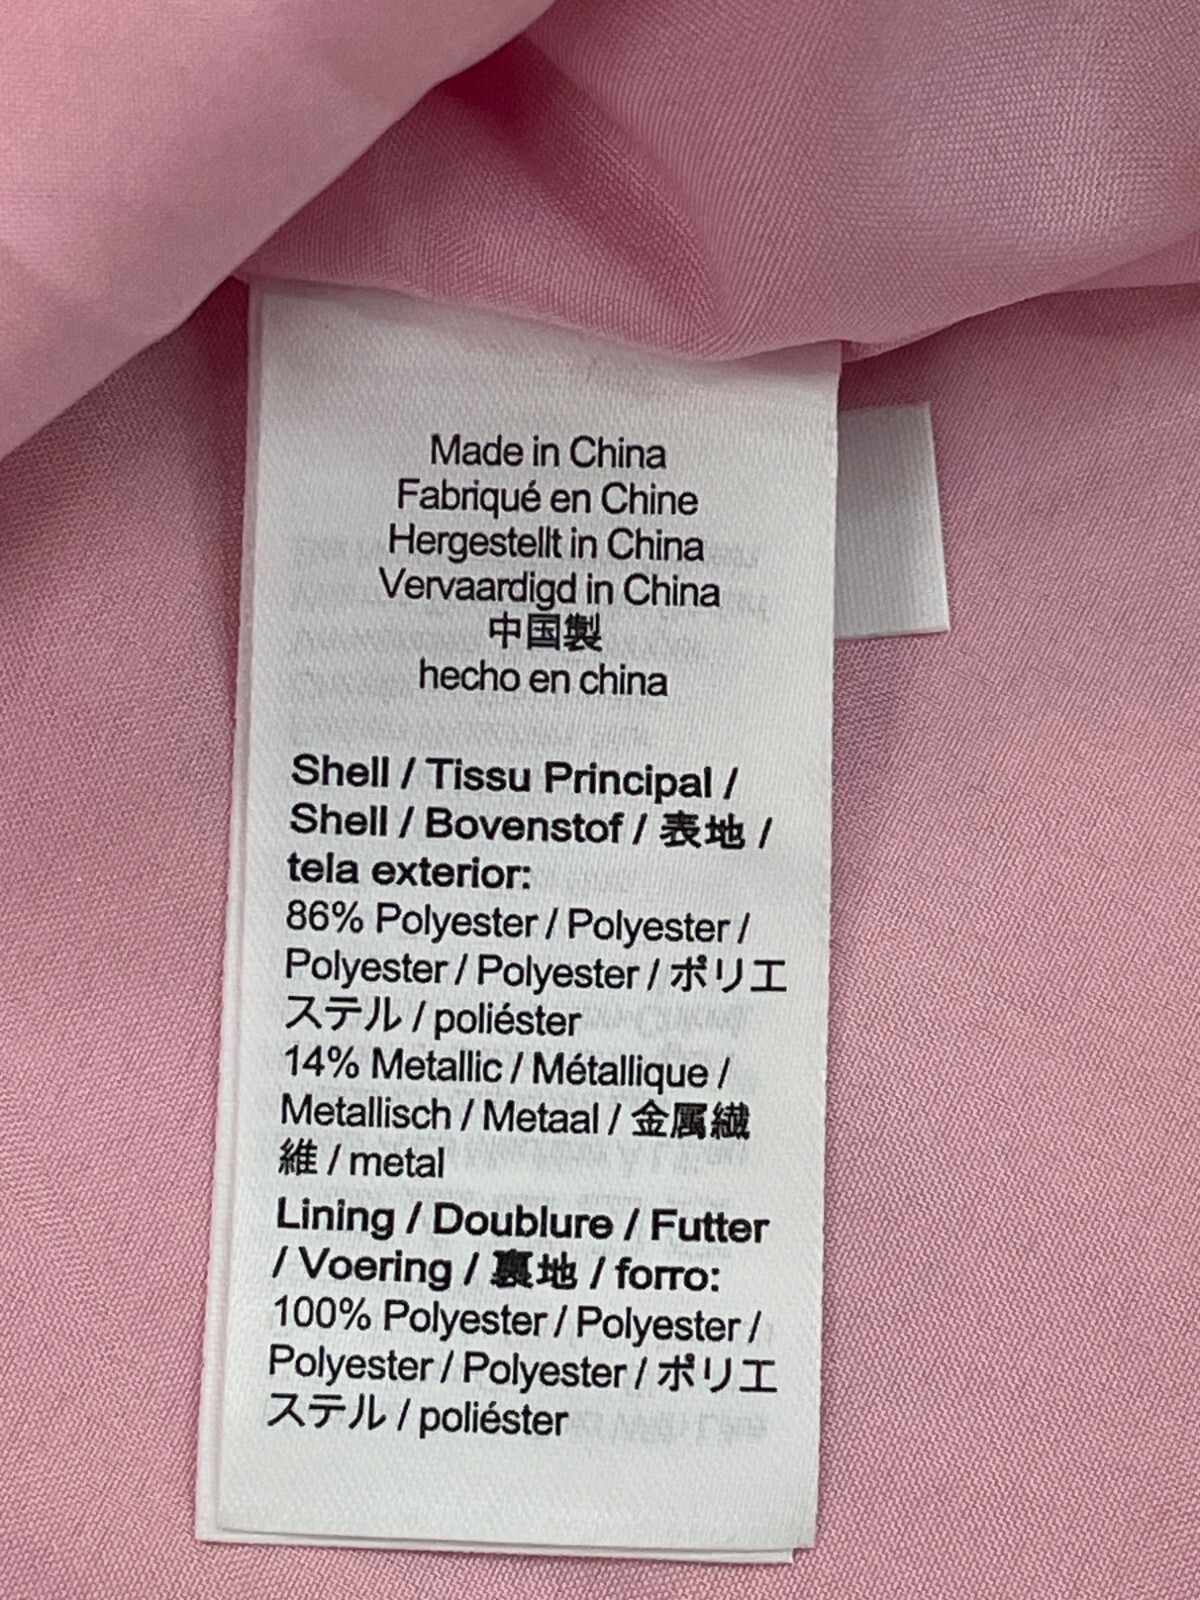 Made in China
Fabriqué en Chine
Hergestellt in China
Vervaardigd in China
中国製
hecho en china
Shell / Tissu Principal /
Shell / Bovenstof / 表地 /
tela exterior:
86% Polyester / Polyester /
Polyester / Polyester / ポリエ
ステル / poliéster
14% Metallic / Métallique /
Metallisch / Metaal / 金属繊
維 / metal
Lining / Doublure / Futter
/ Voering / 裏地 / forro:
100% Polyester / Polyester /
Polyester / Polyester / ポリエ
ステル / poliéster